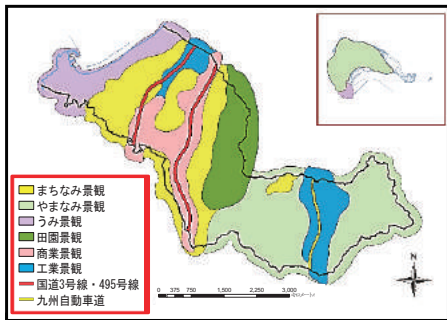 まちなみ景観
やまなみ景観
うみ景観
田園景観
商業景観
工業景観
国道3号線・495号線
九州自動車道
0 375 750 1,500 2,250 3,000
N